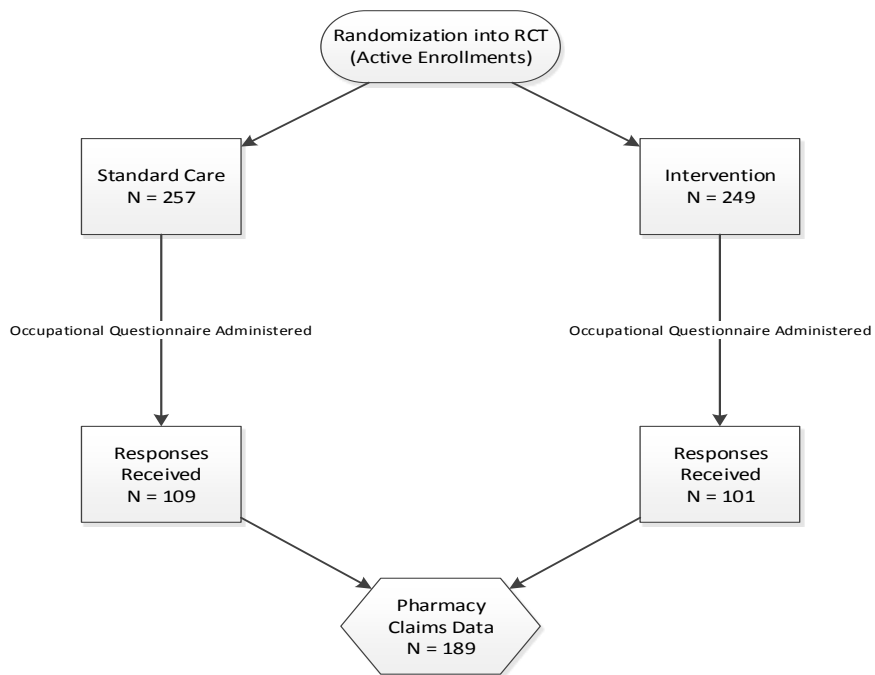 Randomization into RCT
(Active Enrollments)
Standard Care
N = 257
Intervention
N = 249
Occupational Questionnaire Administered
Occupational Questionnaire Administered
Responses
Received
N = 109
Responses
Received
N = 101
Pharmacy
Claims Data
N = 189